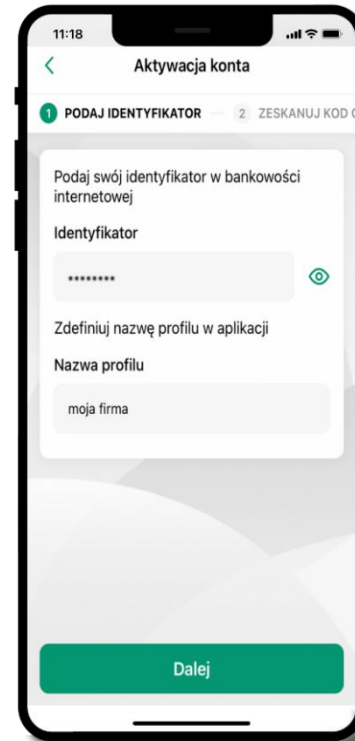 11:18
Aktywacja konta
1 PODAJ IDENTYFIKATOR 2 ZESKANUJ KOD
Podaj swój identyfikator w bankowości
internetowej
Identyfikator
********
Zdefiniuj nazwę profilu w aplikacji
Nazwa profilu
moja firma
Dalej